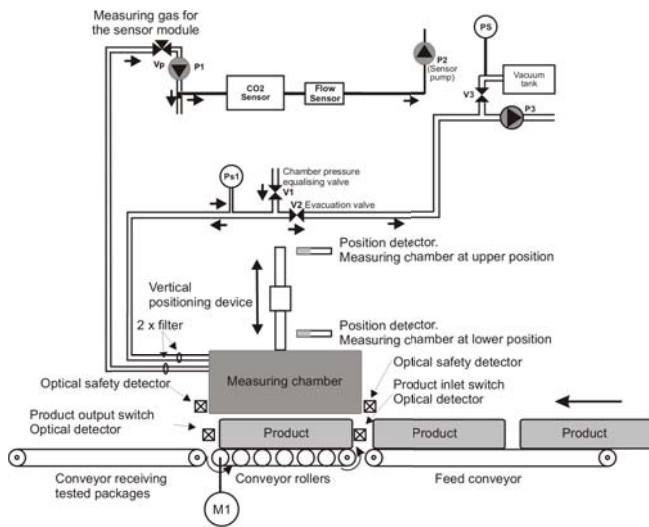 Measuring gas for
the sensor module
Vp
P1
CO2
Sensor
Flow
Sensor
P2
(Sensor
pump)
PS
Vacuum
tank
V3
P3
Ps1
Chamber pressure
equalising valve
V1
V2 Evacuation valve
Position detector.
Measuring chamber at upper position
Vertical
positioning device
Position detector.
Measuring chamber at lower position
2 x filter
Measuring chamber
Optical safety detector
Optical safety detector
Product inlet switch
Optical detector
Product output switch
Optical detector
Product
Product
Product
Conveyor receiving
tested packages
Conveyor rollers
Feed conveyor
M1